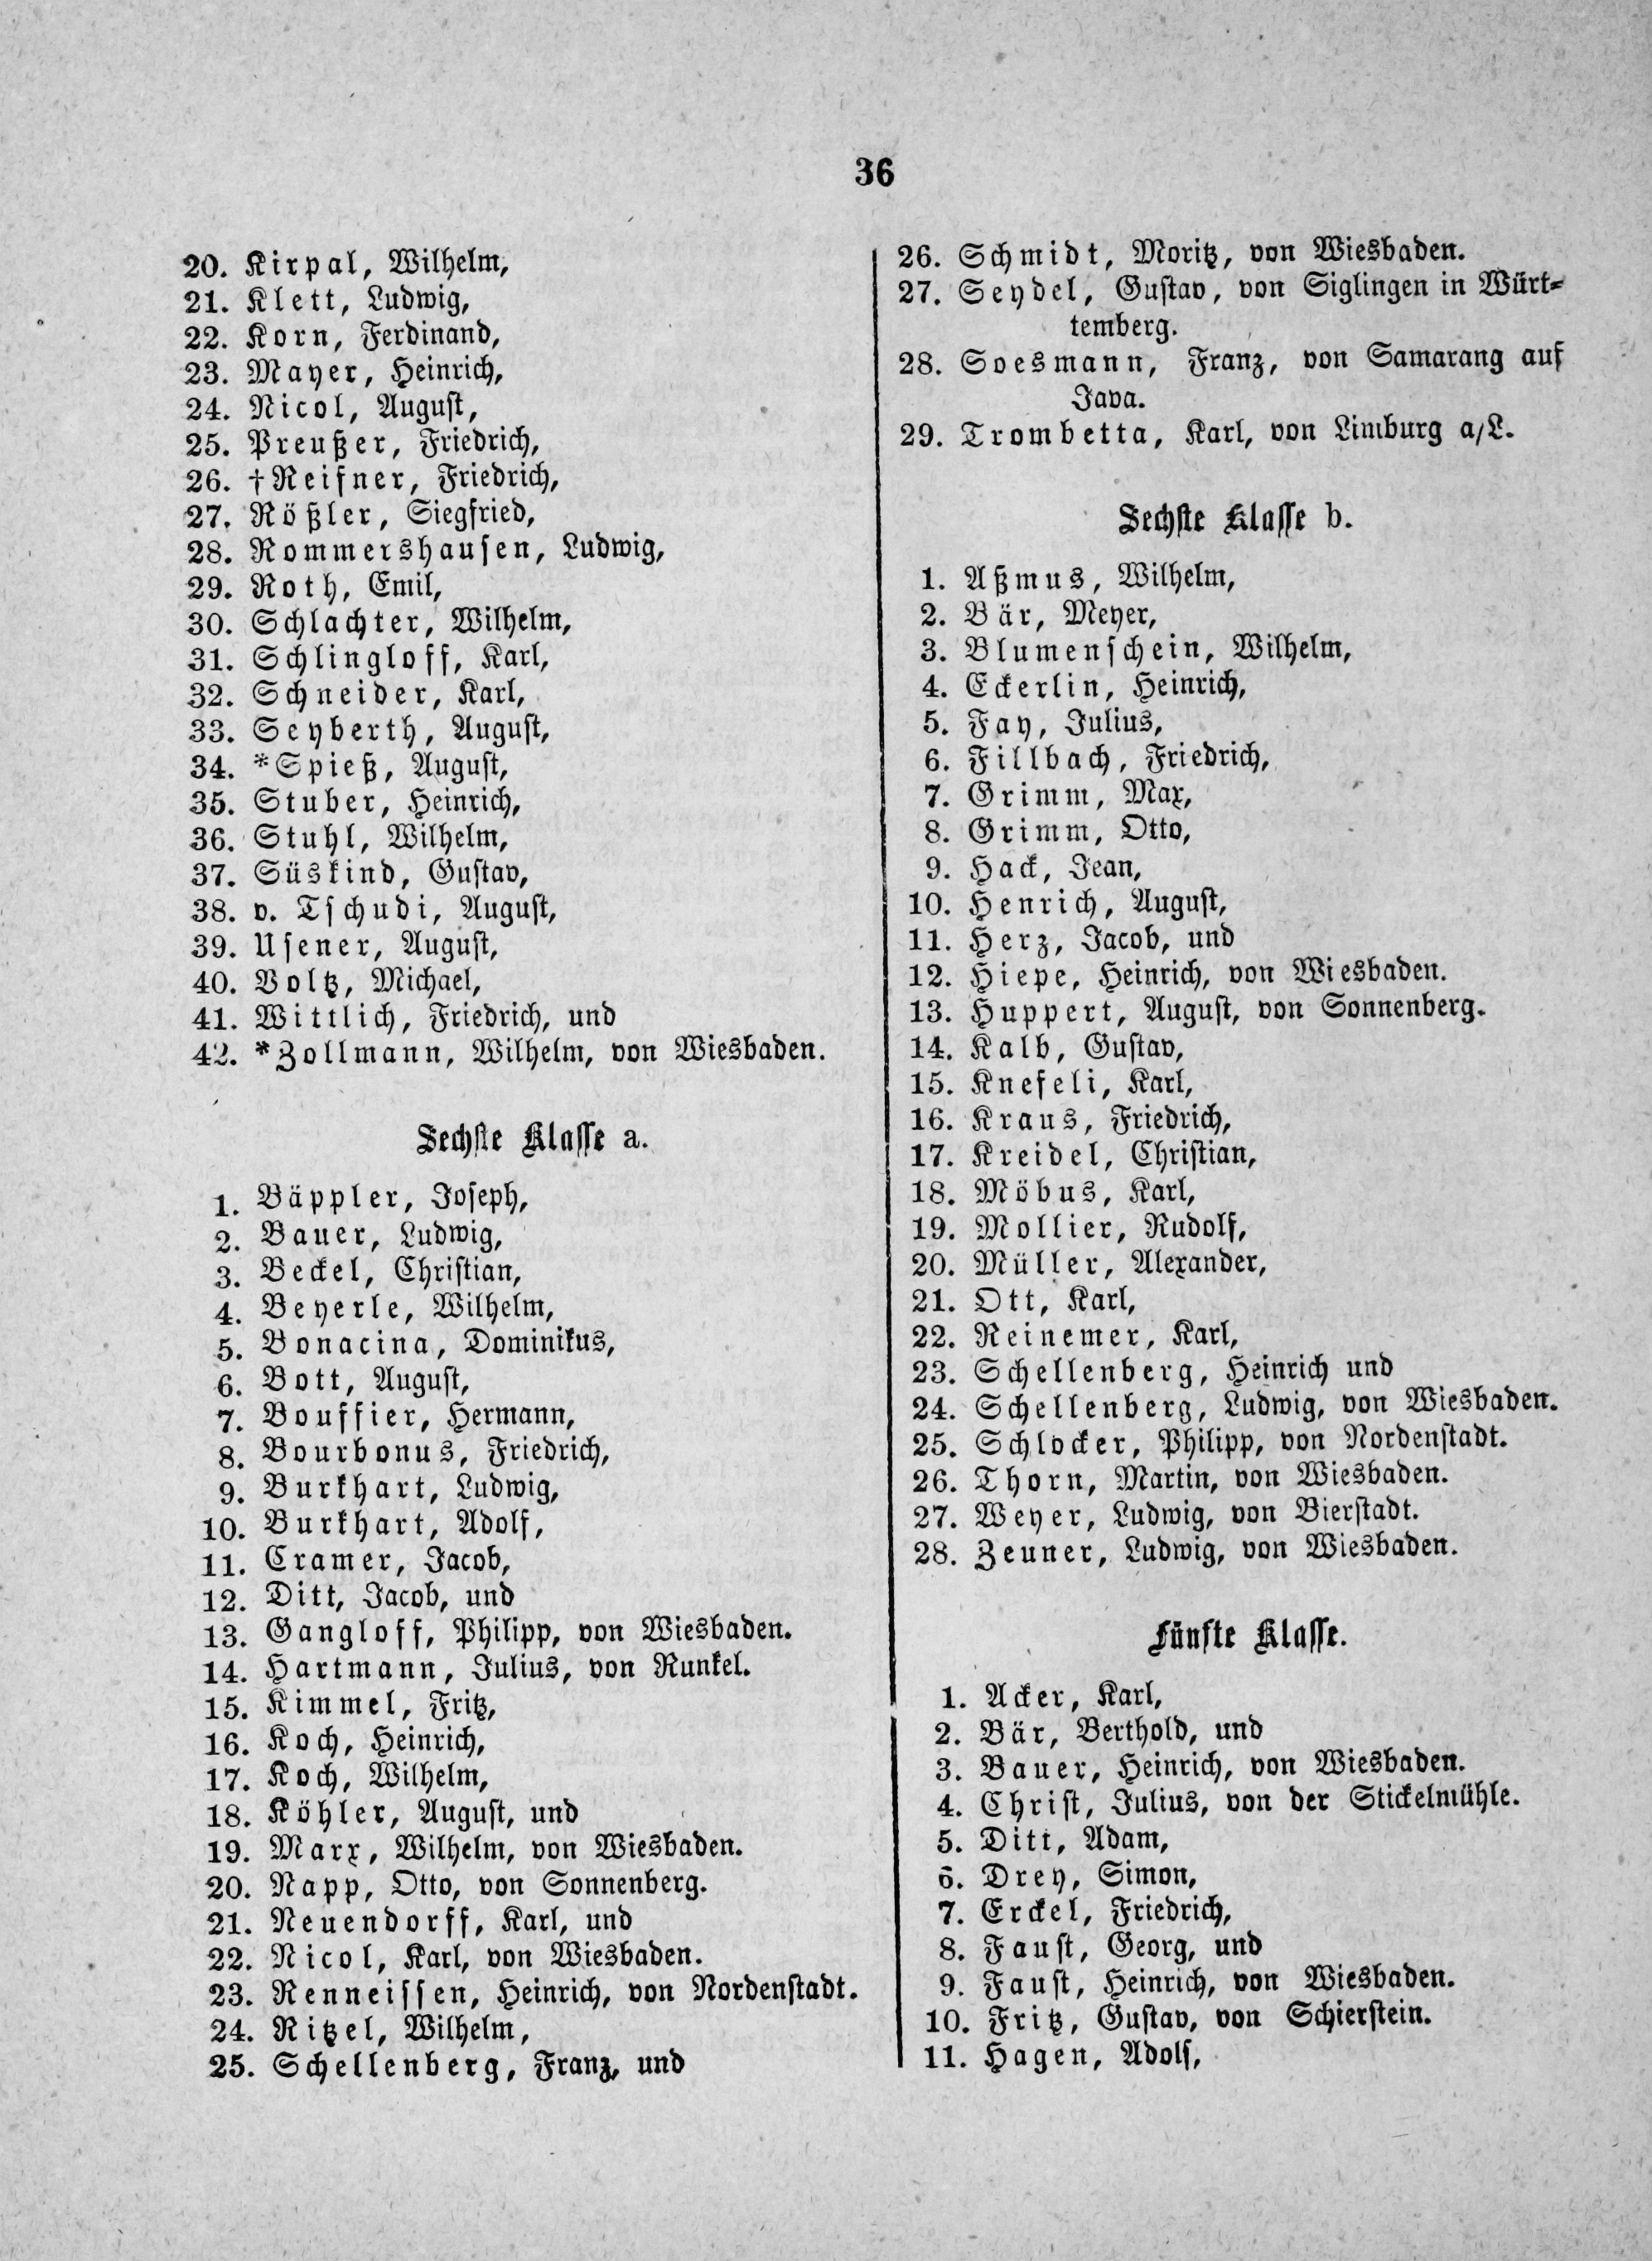 36
20. Kirpal, Wilhelm,
21. Klett, Ludwig,
22. Korn, Ferdinand,
23. Mayer, Heinrich,
24. Nicol, August,
25. Preußer, Friedrich,
26. †Reifner, Friedrich,
27. Rößler, Siegfried,
28. Rommershausen, Ludwig,
29. Roth, Emil,
30. Schlachter, Wilhelm,
31. Schlingloff, Karl,
32. Schneider, Karl,
33. Seyberth, August,
34. *Spieß, August,
35. Stuber, Heinrich,
36. Stuhl, Wilhelm,
37. Süskind, Gustav,
38. v. Tschudi, August,
39. Usener, August,
40. Voltz, Michael,
41. Wittlich, Friedrich, und
42. *Zollmann, Wilhelm, von Wiesbaden.
Sechste Klasse a.
1. Bäppler, Joseph,
2. Bauer, Ludwig,
3. Beckel, Christian,
4. Beyerle, Wilhelm,
5. Bonacina, Dominikus,
6. Bott, August,
7. Bouffier, Hermann,
8. Bourbonus, Friedrich,
9. Burkhart, Ludwig,
10. Burkhart, Adolf,
11. Cramer, Jacob,
12. Ditt, Jacob, und
13. Gangloff, Philipp, von Wiesbaden.
14. Hartmann, Julius, von Runkel.
15. Kimmel, Fritz,
16. Koch, Heinrich,
17. Koch, Wilhelm,
18. Köhler, August, und
19. Marx, Wilhelm, von Wiesbaden.
20. Napp, Otto, von Sonnenberg.
21. Neuendorff, Karl, und
22. Nicol, Karl, von Wiesbaden.
23. Renneissen, Heinrich, von Nordenstadt.
24. Ritzel, Wilhelm,
25. Schellenberg, Franz, und
26. Schmidt, Moritz, von Wiesbaden.
27. Seydel, Gustav, von Siglingen in Würt-
temberg.
28. Soesmann, Franz, von Samarang auf
Java.
29. Trombetta, Karl, von Limburg a/L.
Sechste Klasse b.
1. Aßmus, Wilhelm,
2. Bär, Meyer,
3. Blumenschein, Wilhelm,
4. Eckerlin, Heinrich,
5. Fay, Julius,
6. Fillbach, Friedrich,
7. Grimm, Max,
8. Grimm, Otto,
9. Hack, Jean,
10. Henrich, August,
11. Herz, Jacob, und
12. Hiepe, Heinrich, von Wiesbaden.
13. Huppert, August, von Sonnenberg.
14. Kalb, Gustav,
15. Knefeli, Karl,
16. Kraus, Friedrich,
17. Kreidel, Christian,
18. Möbus, Karl,
19. Mollier, Rudolf,
20. Müller, Alexander,
21. Ott, Karl,
22. Reinemer, Karl,
23. Schellenberg, Heinrich und
24. Schellenberg, Ludwig, von Wiesbaden.
25. Schlocker, Philipp, von Nordenstadt.
26. Thorn, Martin, von Wiesbaden.
27. Weyer, Ludwig, von Bierstadt.
28. Zeuner, Ludwig, von Wiesbaden.
Fünfte Klasse.
1. Acker, Karl,
2. Bär, Berthold, und
3. Bauer, Heinrich, von Wiesbaden.
4. Christ, Julius, von der Stickelmühle.
5. Ditt, Adam,
6. Drey, Simon,
7. Erckel, Friedrich,
8. Faust, Georg, und
9. Faust, Heinrich, von Wiesbaden.
10. Fritz, Gustav, von Schierstein.
11. Hagen, Adolf,